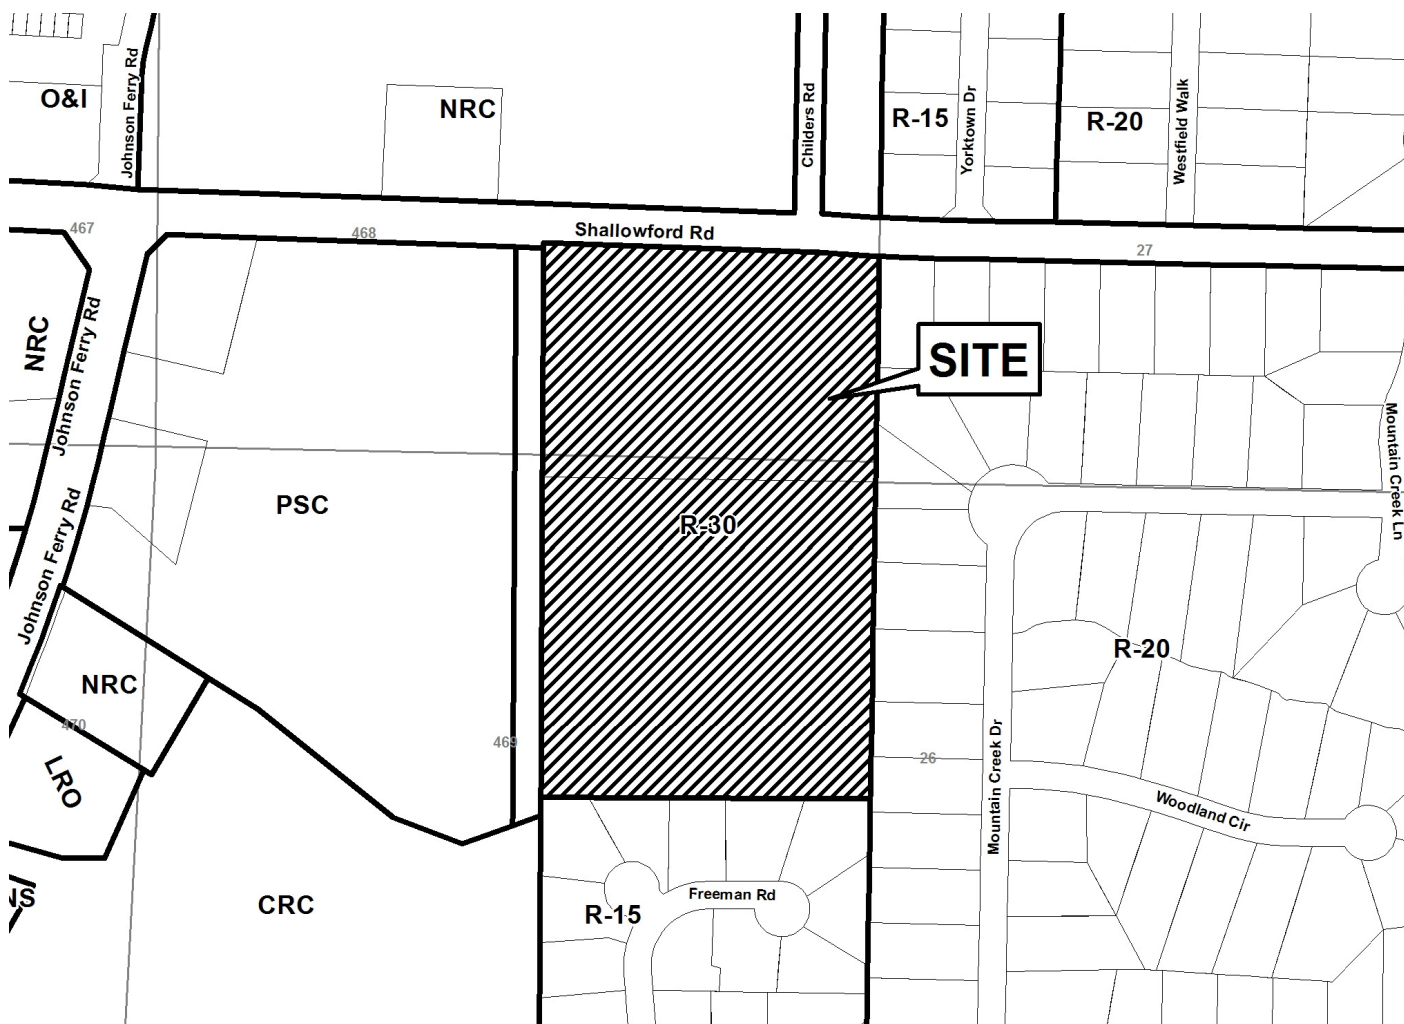 O&I
Johnson Ferry Rd
NRC
Childers Rd
R-15
Yorktown Dr
R-20
Westfield Walk
467
468
Shallowford Rd
27
NRC
Johnson Ferry Rd
SITE
Mountain Creek Ln
PSC
R-30
Johnson Ferry Rd
R-20
NRC
470
469
26
LRO
Mountain Creek Dr
Woodland Cir
NS
CRC
Freeman Rd
R-15